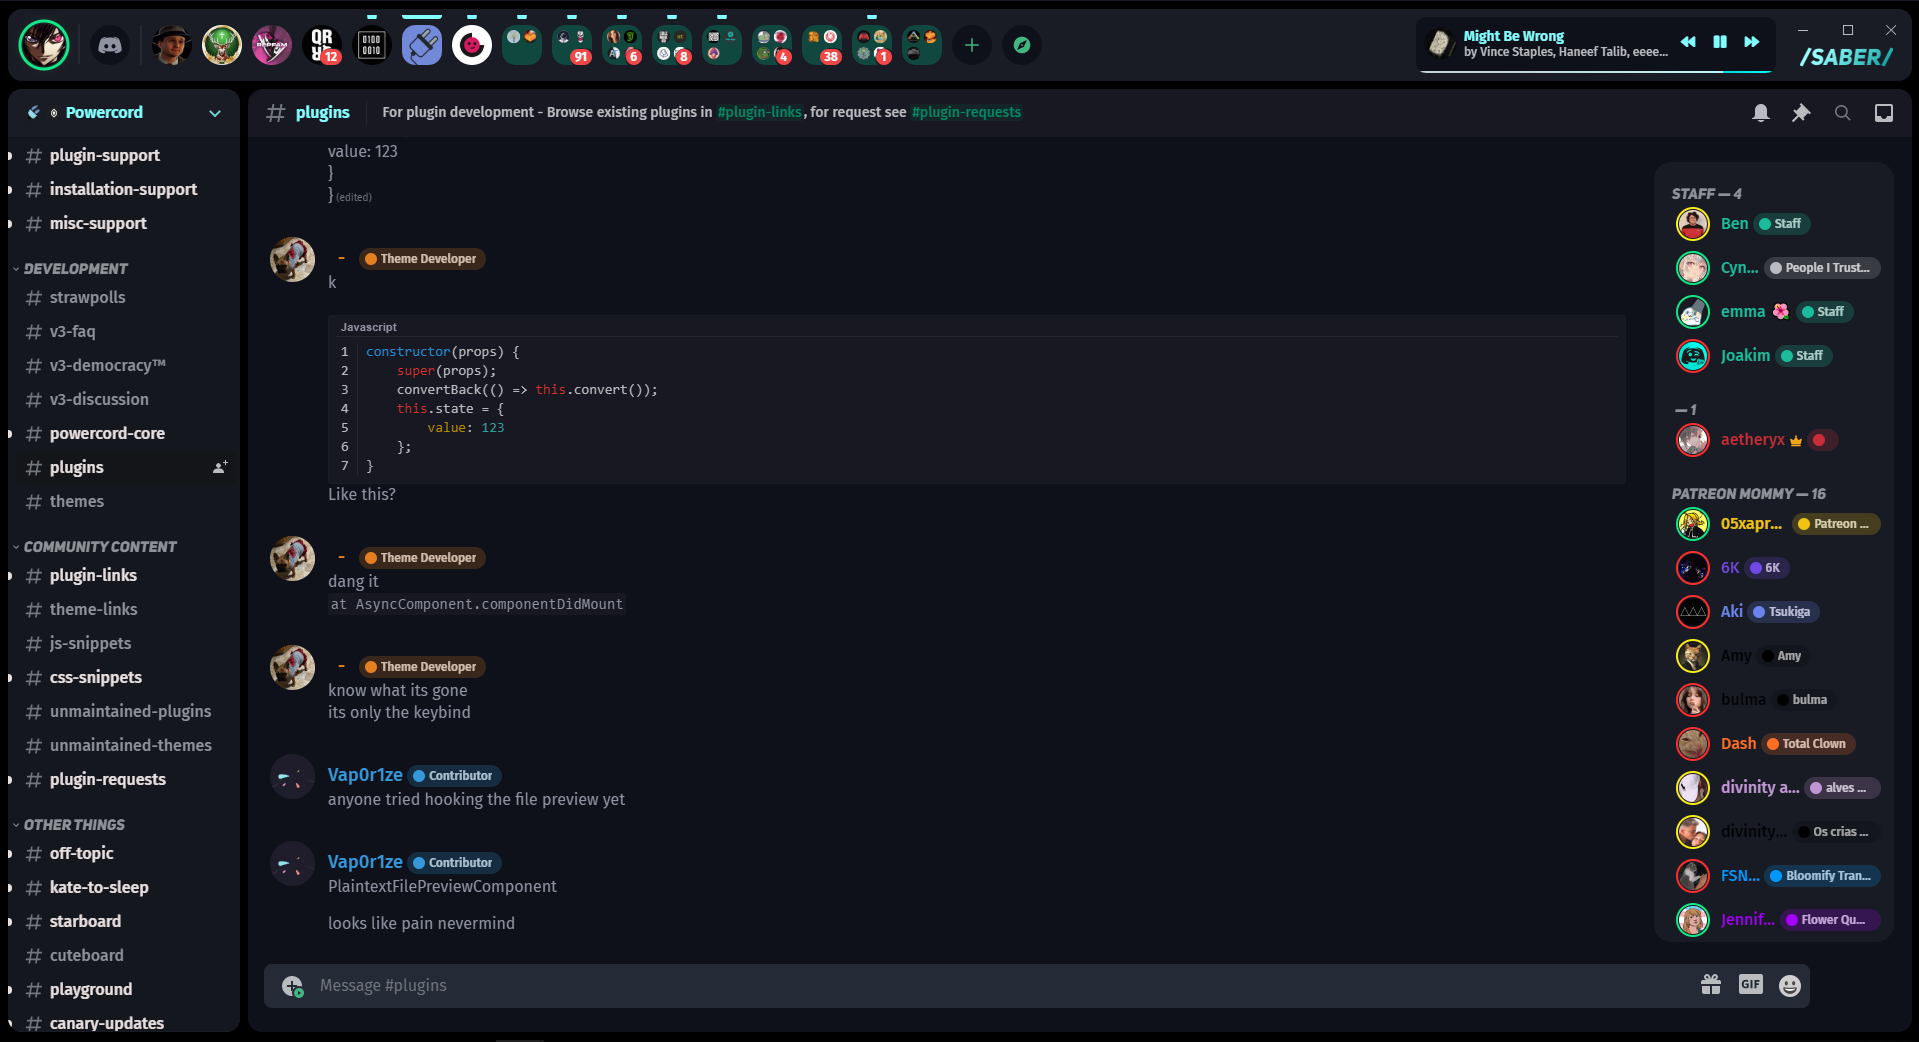 QR
12
0100
0010
91
6
8
4
38
1
Might Be Wrong
by Vince Staples, Haneef Talib, eeee...
/SABER/
Powercord
plugin-support
installation-support
misc-support
DEVELOPMENT
strawpolls
v3-faq
v3-democracy™
v3-discussion
powercord-core
plugins
themes
COMMUNITY CONTENT
plugin-links
theme-links
js-snippets
css-snippets
unmaintained-plugins
unmaintained-themes
plugin-requests
OTHER THINGS
off-topic
kate-to-sleep
starboard
cuteboard
playground
canary-updates
plugins
For plugin development - Browse existing plugins in #plugin-links, for request see #plugin-requests
value: 123
}
} (edited)
- Theme Developer
k
Javascript
1 constructor(props) {
2 super(props);
3 convertBack(() => this.convert());
4 this.state = {
5 value: 123
6 };
7 }
Like this?
- Theme Developer
dang it
at AsyncComponent.componentDidMount
- Theme Developer
know what its gone
its only the keybind
Vap0r1ze Contributor
anyone tried hooking the file preview yet
Vap0r1ze Contributor
PlaintextFilePreviewComponent
looks like pain nevermind
Message #plugins
GIF
STAFF — 4
Ben Staff
Cyn... People I Trust...
emma Staff
Joakim Staff
— 1
aetheryx
PATREON MOMMY — 16
05xapr... Patreon ...
6K 6K
Aki Tsukiga
Amy Amy
bulma bulma
Dash Total Clown
divinity a... alves ...
divinity... Os crias ...
FSN... Bloomify Tran...
Jennif... Flower Qu...